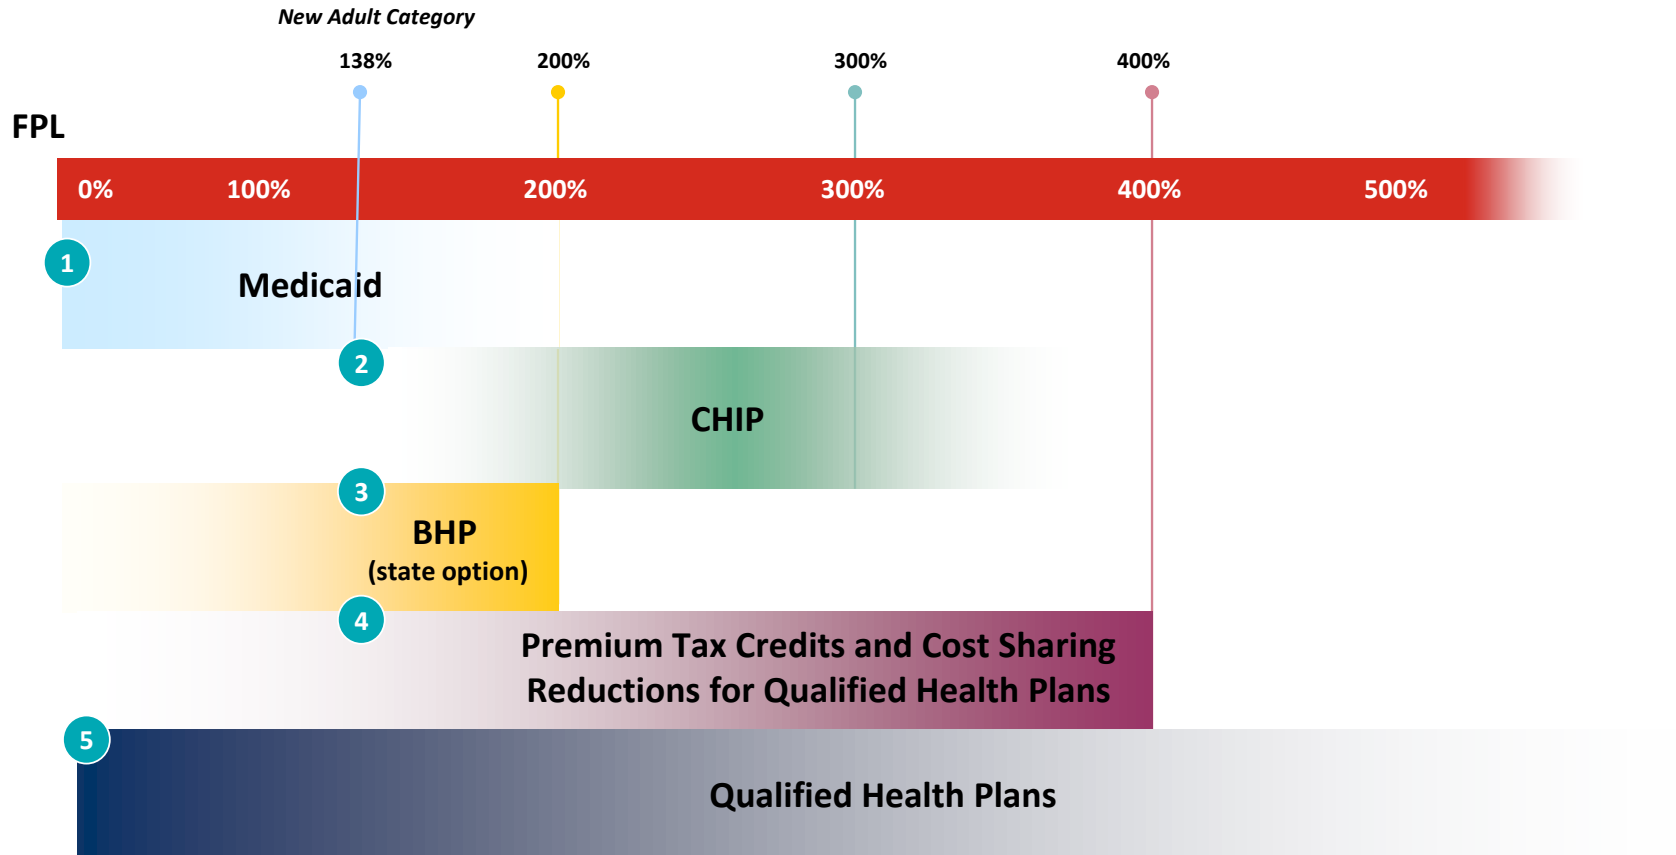 New Adult Category
138%
200%
300%
400%
FPL
0%
100%
200%
300%
400%
500%
1
Medicaid
2
CHIP
3
BHP
(state option)
4
Premium Tax Credits and Cost Sharing
Reductions for Qualified Health Plans
5
Qualified Health Plans